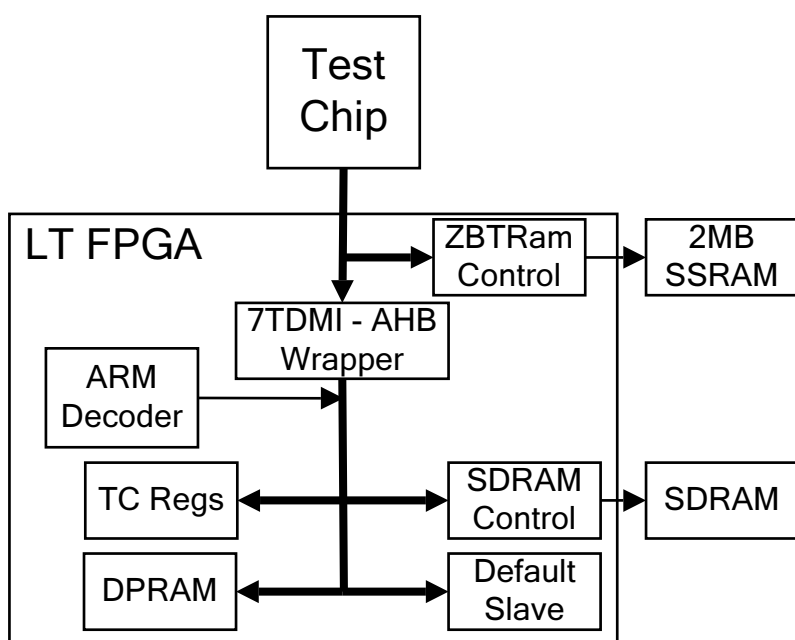 Test
Chip
LT FPGA
ZBTRam
Control
2MB
SSRAM
7TDMI - AHB
Wrapper
ARM
Decoder
TC Regs
SDRAM
Control
SDRAM
DPRAM
Default
Slave